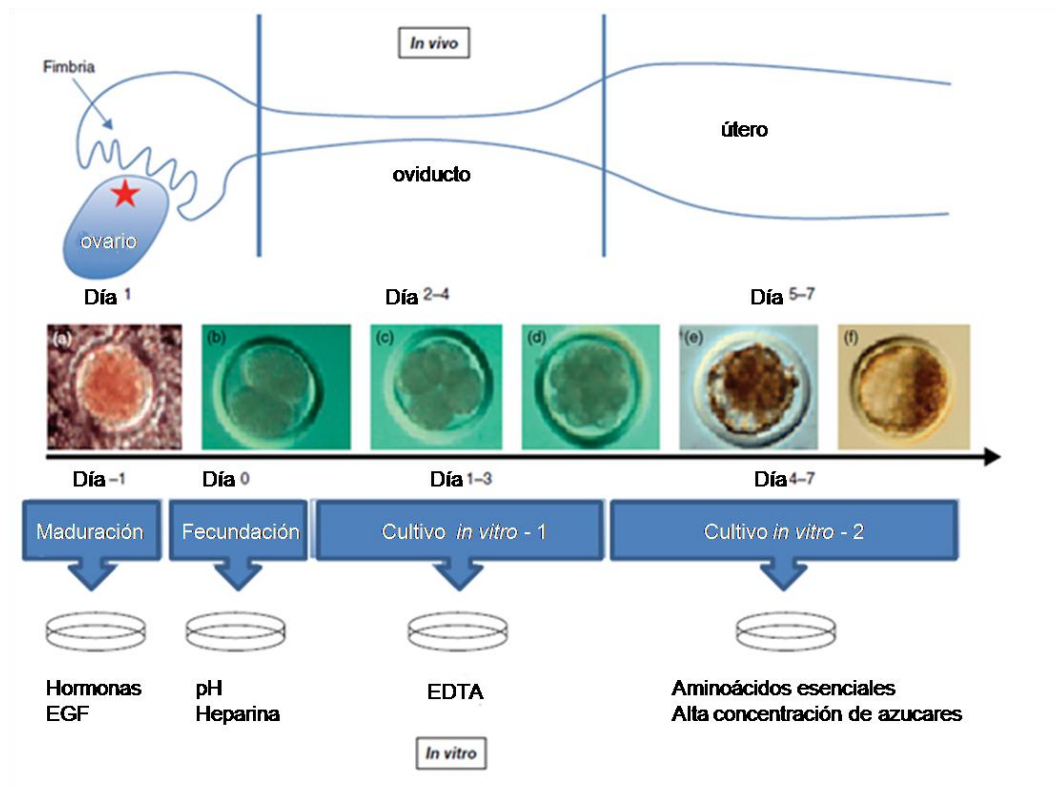 In vivo
Fimbria
útero
oviducto
ovario
Día 1
Día 2–4
Día 5–7
(a)
(b)
(c)
(d)
(e)
(f)
Día –1
Día 0
Día 1–3
Día 4–7
Maduración
Fecundación
Cultivo in vitro - 1
Cultivo in vitro - 2
Hormonas
EGF
pH
Heparina
EDTA
Aminoácidos esenciales
Alta concentración de azucares
In vitro